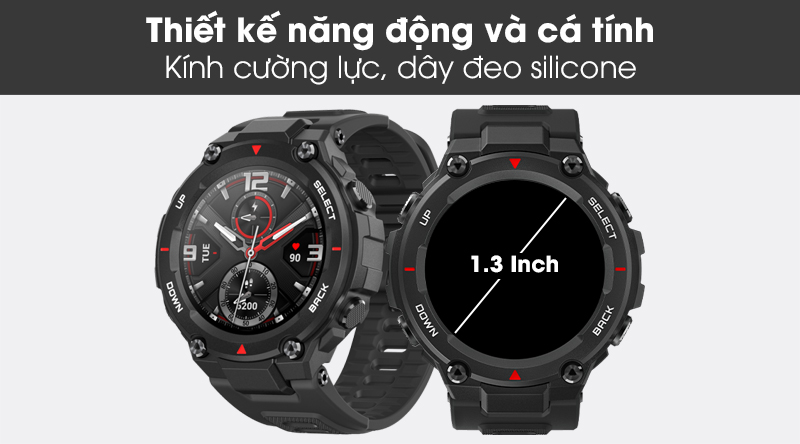 Thiết kế năng động và cá tính
Kính cường lực, dây đeo silicone
UP
SELECT
DOWN
BACK
12
3
9
TUE
90
6200
UP
SELECT
DOWN
BACK
1.3 Inch